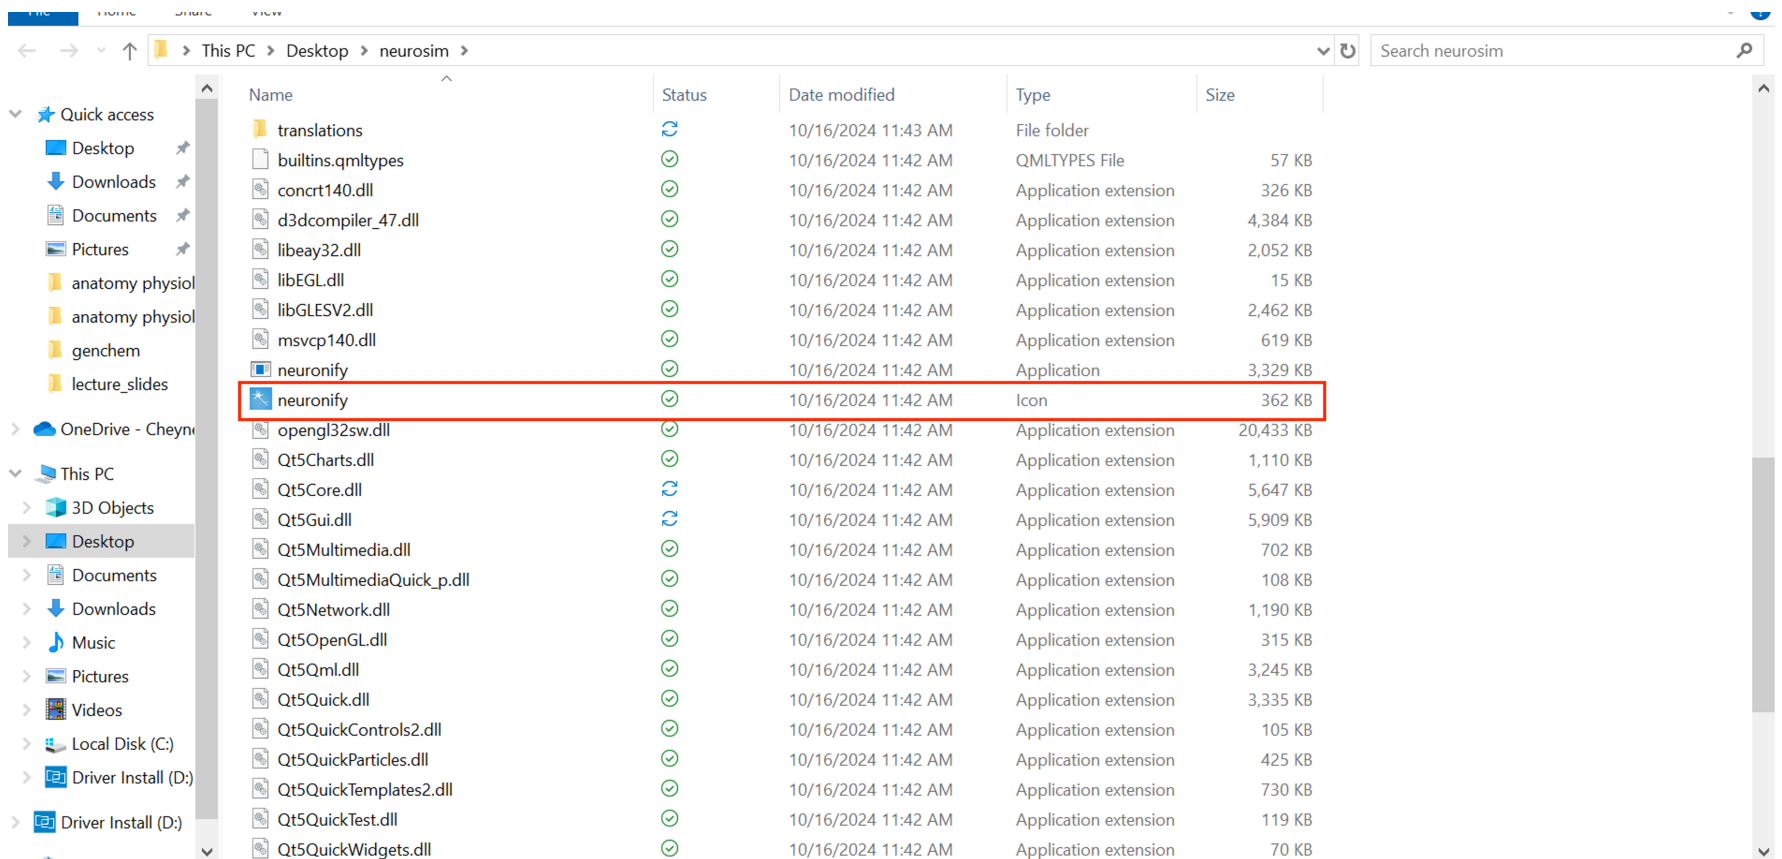 File Home Share View
This PC > Desktop > neurosim >
Search neurosim
Name Status Date modified Type Size
Quick access
Desktop
Downloads
Documents
Pictures
anatomy physiol
anatomy physiol
genchem
lecture_slides
OneDrive - Cheyne
This PC
3D Objects
Desktop
Documents
Downloads
Music
Pictures
Videos
Local Disk (C:)
Driver Install (D:)
Driver Install (D:)
translations 10/16/2024 11:43 AM File folder
builtins.qmltypes 10/16/2024 11:42 AM QMLTYPES File 57 KB
concrt140.dll 10/16/2024 11:42 AM Application extension 326 KB
d3dcompiler_47.dll 10/16/2024 11:42 AM Application extension 4,384 KB
libeay32.dll 10/16/2024 11:42 AM Application extension 2,052 KB
libEGL.dll 10/16/2024 11:42 AM Application extension 15 KB
libGLESV2.dll 10/16/2024 11:42 AM Application extension 2,462 KB
msvcp140.dll 10/16/2024 11:42 AM Application extension 619 KB
neuronify 10/16/2024 11:42 AM Application 3,329 KB
neuronify 10/16/2024 11:42 AM Icon 362 KB
opengl32sw.dll 10/16/2024 11:42 AM Application extension 20,433 KB
Qt5Charts.dll 10/16/2024 11:42 AM Application extension 1,110 KB
Qt5Core.dll 10/16/2024 11:42 AM Application extension 5,647 KB
Qt5Gui.dll 10/16/2024 11:42 AM Application extension 5,909 KB
Qt5Multimedia.dll 10/16/2024 11:42 AM Application extension 702 KB
Qt5MultimediaQuick_p.dll 10/16/2024 11:42 AM Application extension 108 KB
Qt5Network.dll 10/16/2024 11:42 AM Application extension 1,190 KB
Qt5OpenGL.dll 10/16/2024 11:42 AM Application extension 315 KB
Qt5Qml.dll 10/16/2024 11:42 AM Application extension 3,245 KB
Qt5Quick.dll 10/16/2024 11:42 AM Application extension 3,335 KB
Qt5QuickControls2.dll 10/16/2024 11:42 AM Application extension 105 KB
Qt5QuickParticles.dll 10/16/2024 11:42 AM Application extension 425 KB
Qt5QuickTemplates2.dll 10/16/2024 11:42 AM Application extension 730 KB
Qt5QuickTest.dll 10/16/2024 11:42 AM Application extension 119 KB
Qt5QuickWidgets.dll 10/16/2024 11:42 AM Application extension 70 KB